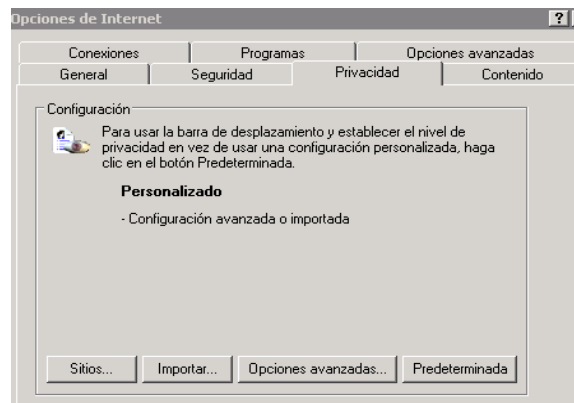 Opciones de Internet
?
Conexiones Programas Opciones avanzadas
General Seguridad Privacidad Contenido
Configuración
Para usar la barra de desplazamiento y establecer el nivel de
privacidad en vez de usar una configuración personalizada, haga
clic en el botón Predeterminada.
Personalizado
- Configuración avanzada o importada
Sitios... Importar... Opciones avanzadas... Predeterminada